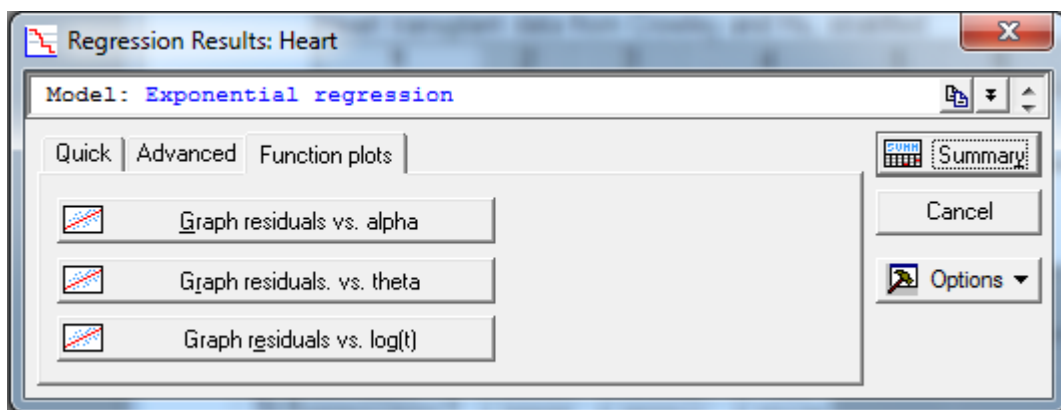 Regression Results: Heart
Model: Exponential regression
Quick
Advanced
Function plots
Graph residuals vs. alpha
Graph residuals. vs. theta
Graph residuals vs. log(t)
SUMM
Summary
Cancel
Options